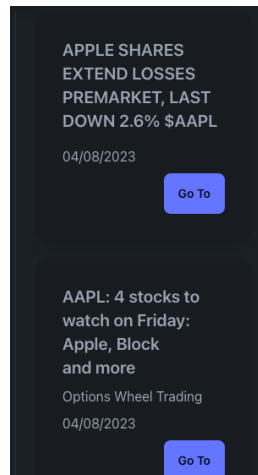 APPLE SHARES
EXTEND LOSSES
PREMARKET, LAST
DOWN 2.6% $AAPL
04/08/2023
Go To
AAPL: 4 stocks to
watch on Friday:
Apple, Block
and more
Options Wheel Trading
04/08/2023
Go To